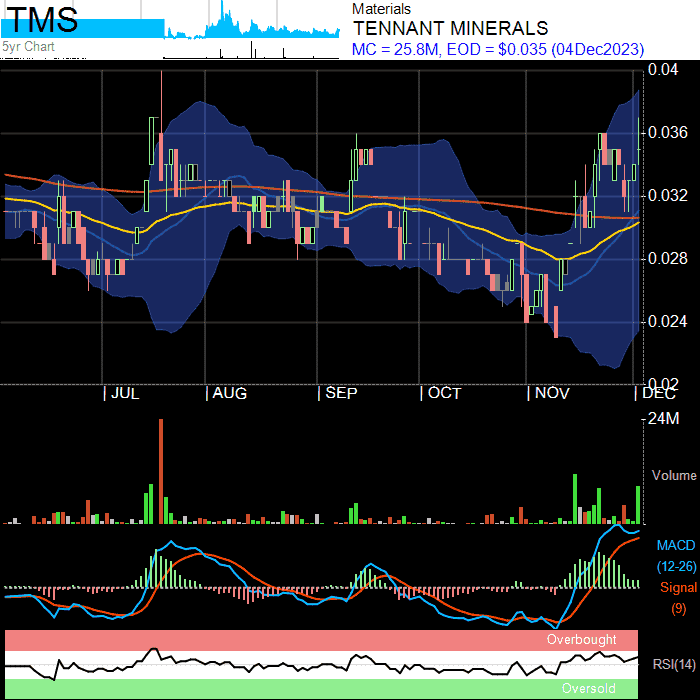 TMS
5yr Chart
Materials
TENNANT MINERALS
MC = 25.8M, EOD = $0.035 (04Dec2023)
0.04
0.036
0.032
0.028
0.024
0.02
JUL AUG SEP OCT NOV DEC
24M
Volume
MACD
(12-26)
Signal
(9)
Overbought
RSI(14)
Oversold